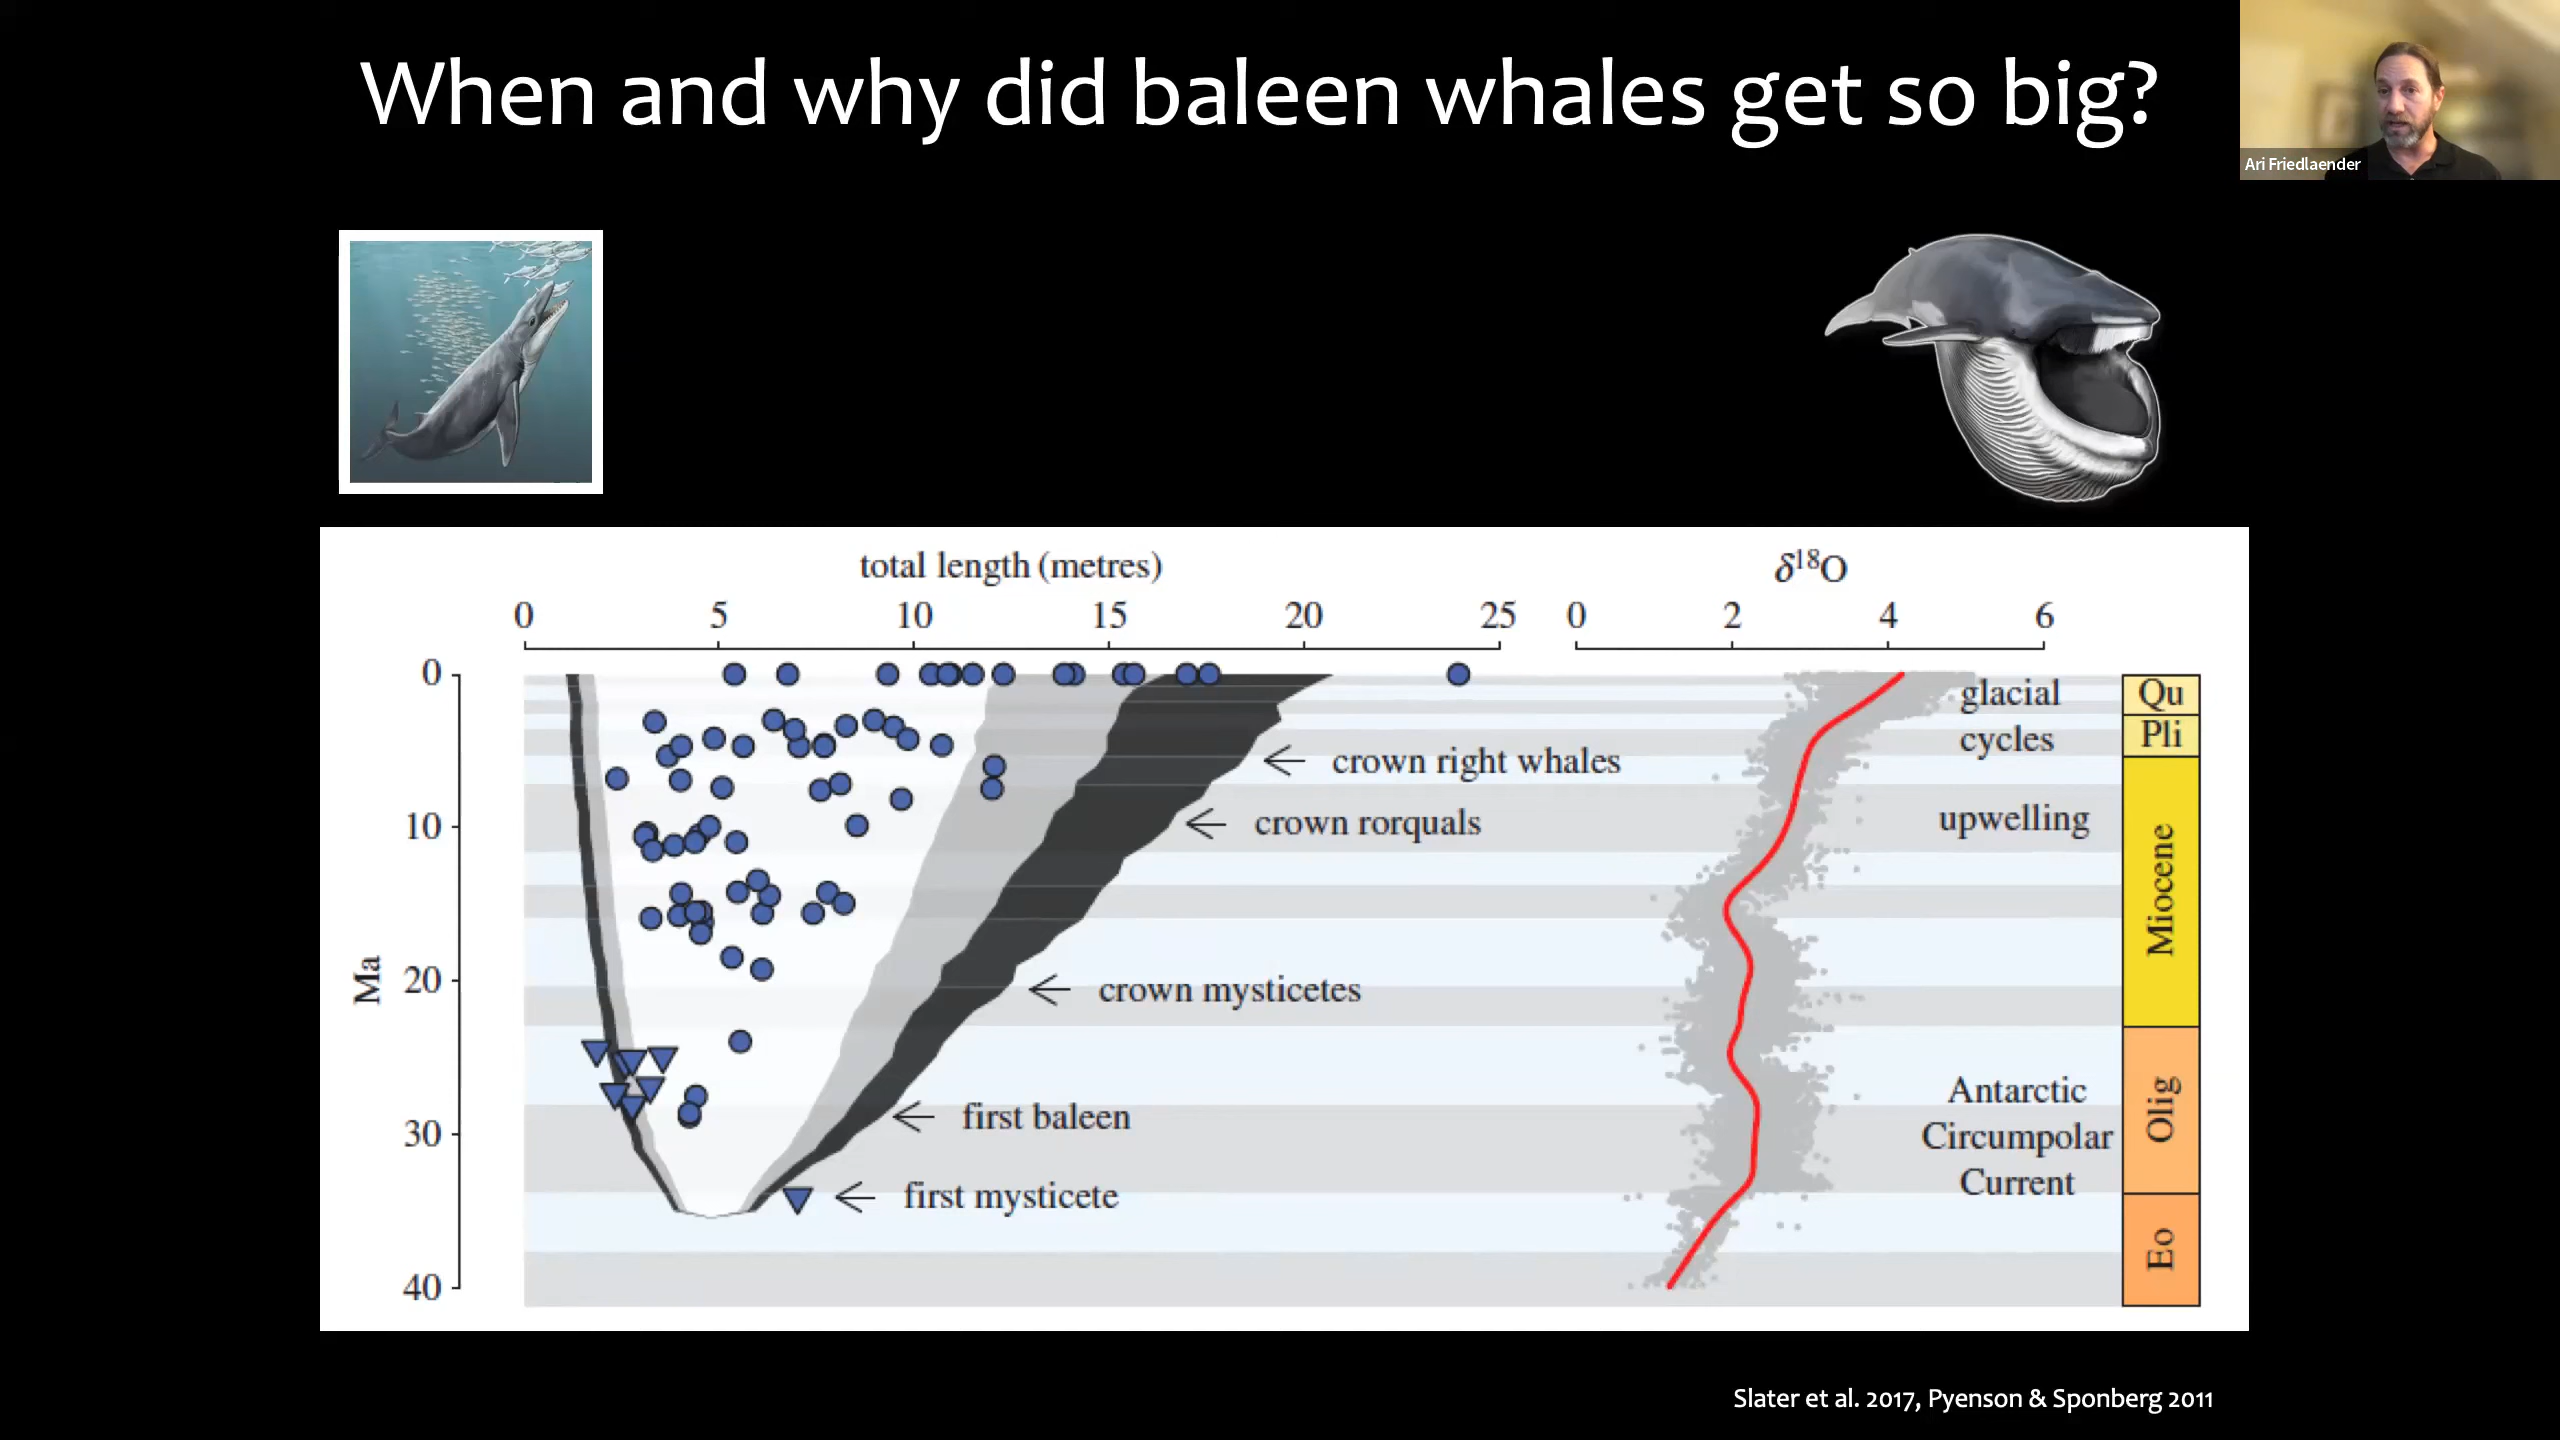 When and why did baleen whales get so big?
Ari Friedlaender
total length (metres)
0 5 10 15 20 25
δ18O
0 2 4 6
Ma
0
10
20
30
40
crown right whales
crown rorquals
crown mysticetes
first baleen
first mysticete
glacial
cycles
upwelling
Antarctic
Circumpolar
Current
Qu
Pli
Miocene
Olig
Eo
Slater et al. 2017, Pyenson & Sponberg 2011